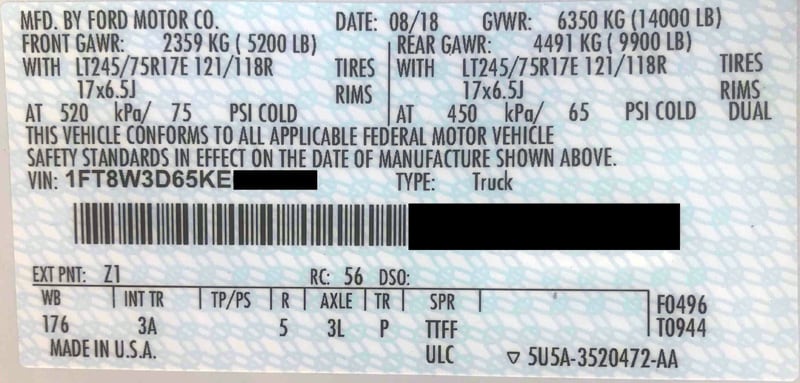 MFD. BY FORD MOTOR CO. DATE: 08/18 GVWR: 6350 KG (14000 LB)
FRONT GAWR: 2359 KG ( 5200 LB) REAR GAWR: 4491 KG ( 9900 LB)
WITH LT245/75R17E 121/118R TIRES WITH LT245/75R17E 121/118R TIRES
17x6.5J RIMS 17x6.5J RIMS
AT 520 kPa/ 75 PSI COLD AT 450 kPa/ 65 PSI COLD DUAL
THIS VEHICLE CONFORMS TO ALL APPLICABLE FEDERAL MOTOR VEHICLE
SAFETY STANDARDS IN EFFECT ON THE DATE OF MANUFACTURE SHOWN ABOVE.
VIN: 1FT8W3D65KE TYPE: Truck
EXT PNT: Z1 RC: 56 DSO:
WB INT TR TP/PS R AXLE TR SPR F0496
176 3A 5 3L P TTFF T0944
MADE IN U.S.A. ULC ▽ 5U5A-3520472-AA